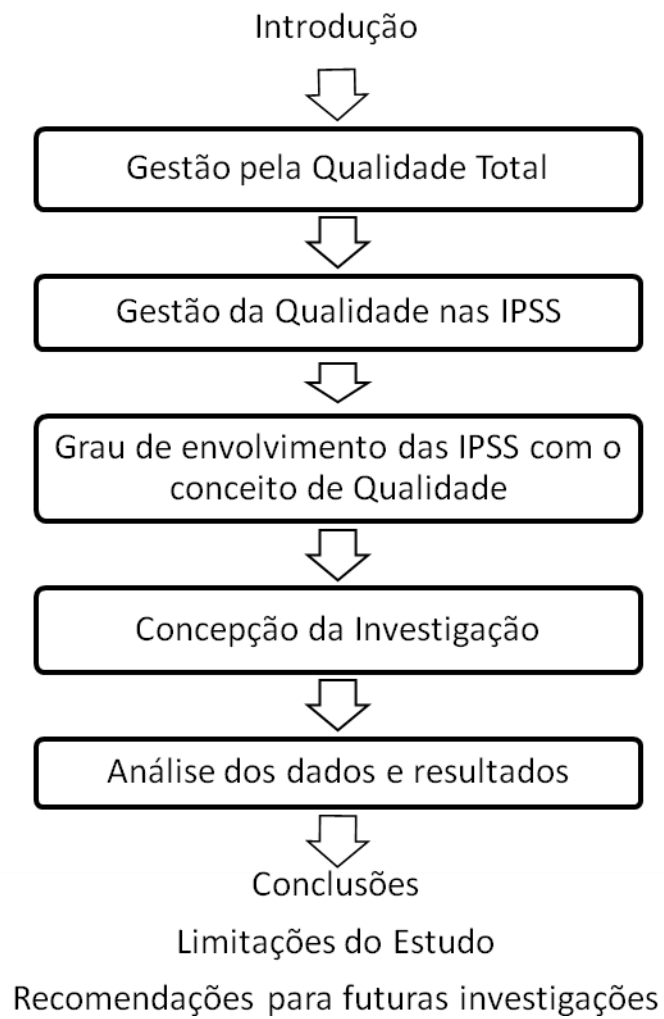 Introdução
Gestão pela Qualidade Total
Gestão da Qualidade nas IPSS
Grau de envolvimento das IPSS com o
conceito de Qualidade
Concepção da Investigação
Análise dos dados e resultados
Conclusões
Limitações do Estudo
Recomendações para futuras investigações